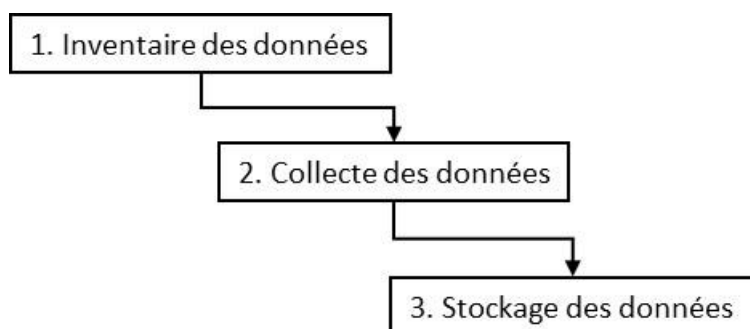 1. Inventaire des données
2. Collecte des données
3. Stockage des données